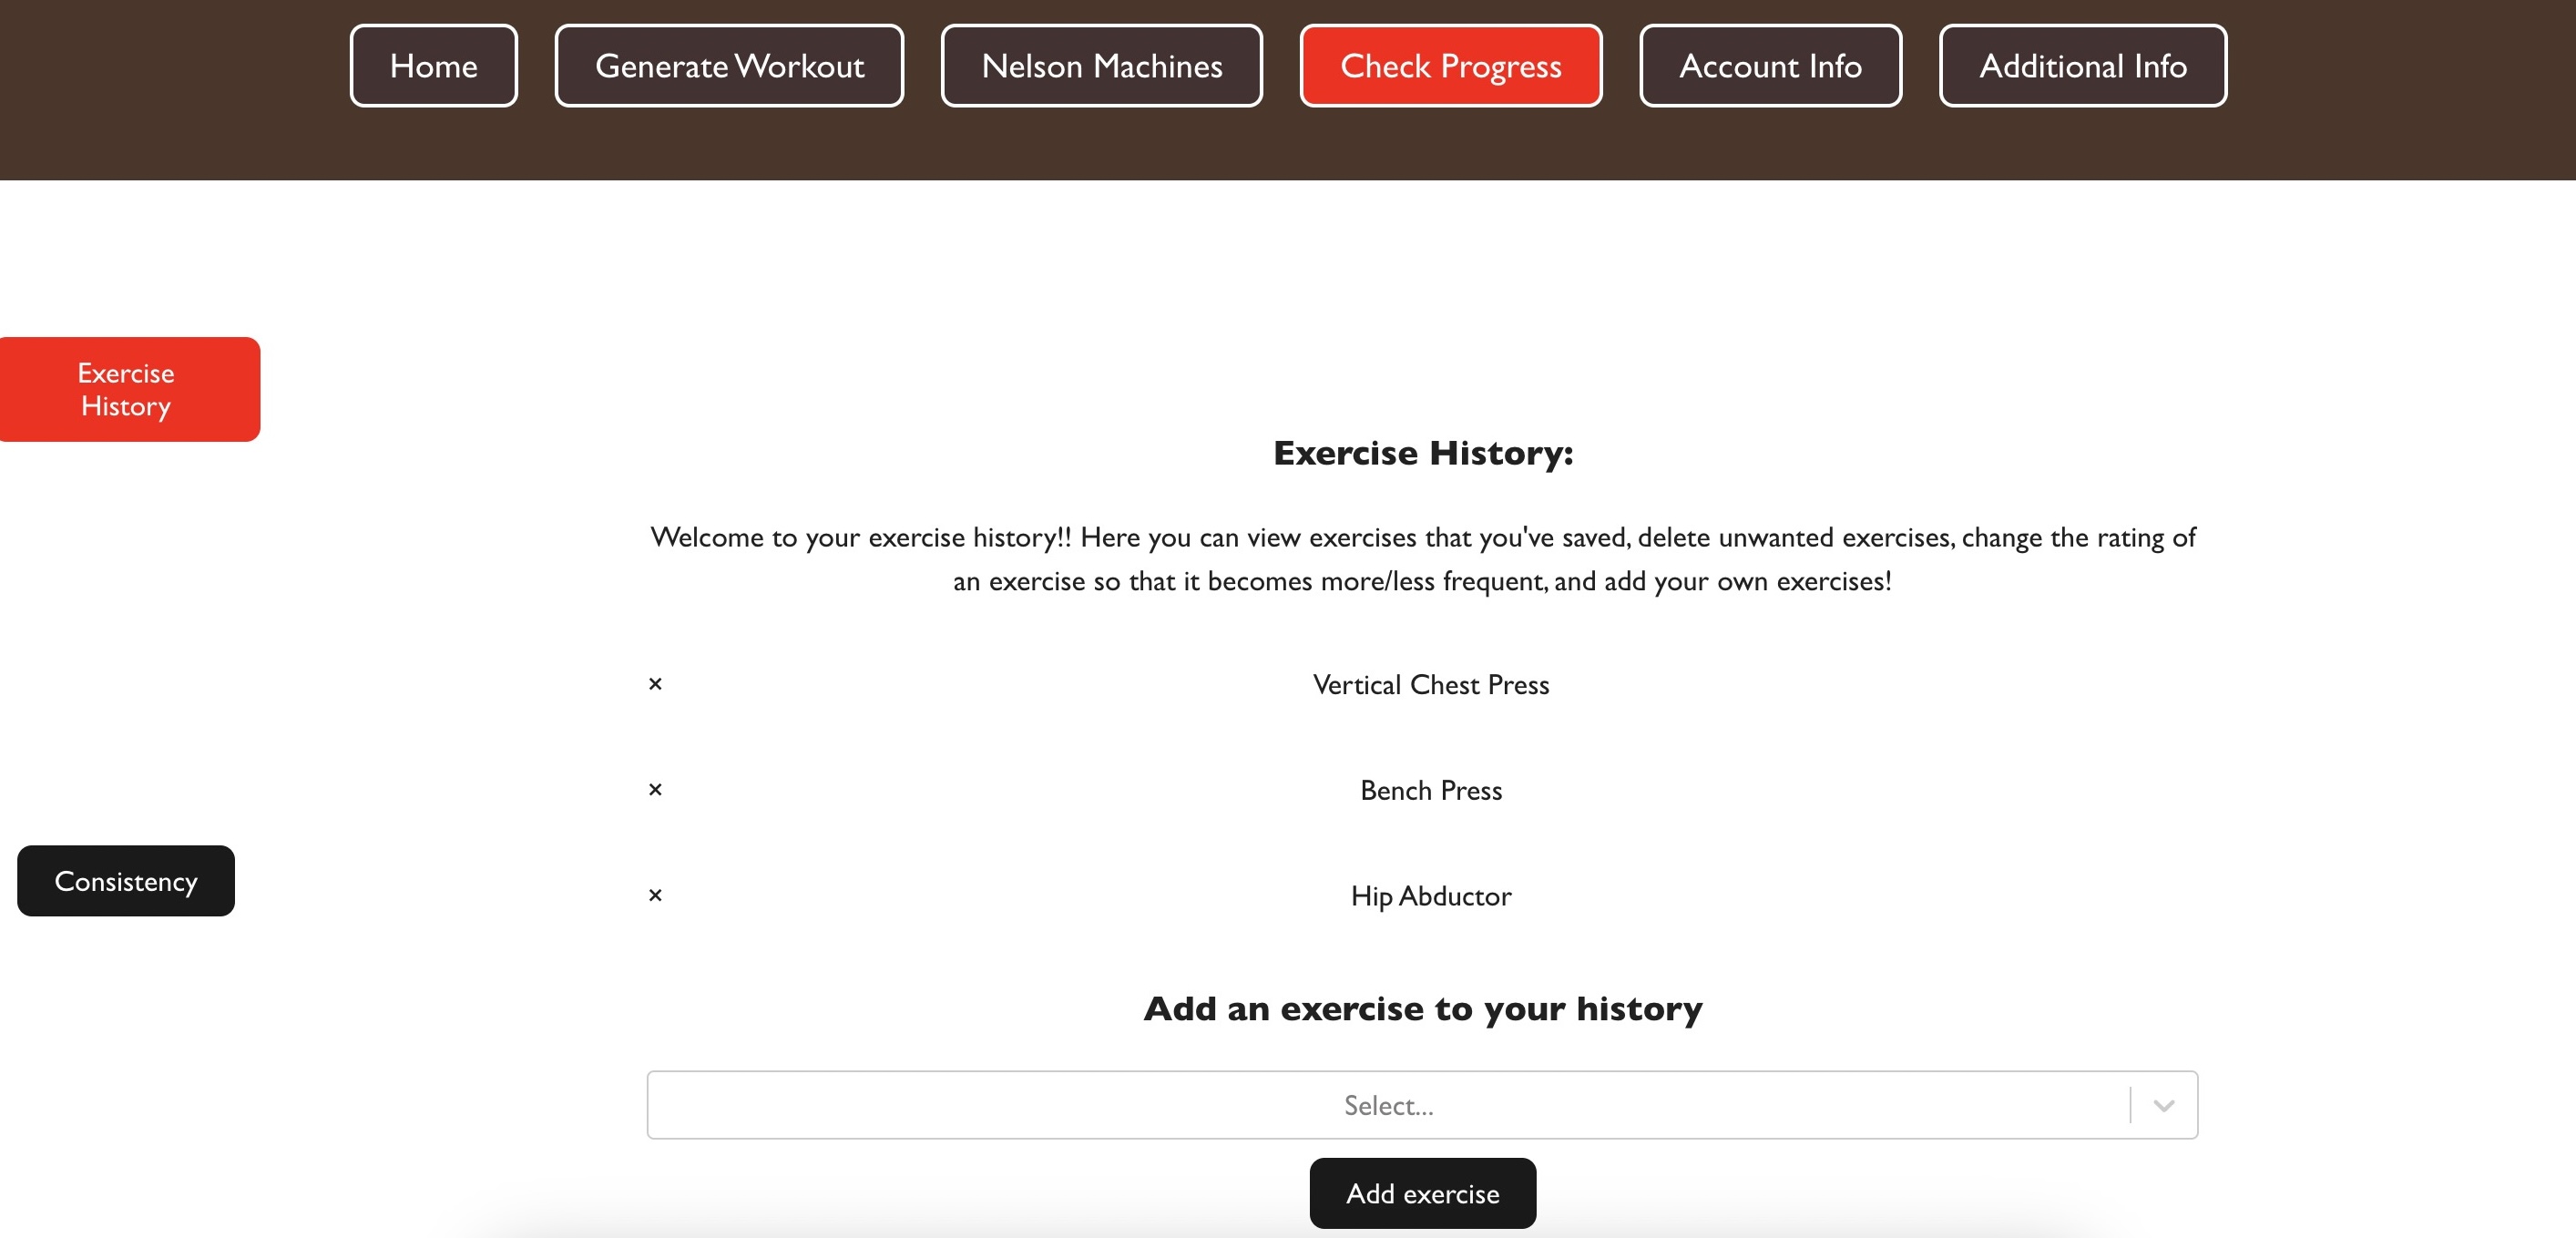 Home
Generate Workout
Nelson Machines
Check Progress
Account Info
Additional Info
Exercise
History
Exercise History:
Welcome to your exercise history!! Here you can view exercises that you've saved, delete unwanted exercises, change the rating of
an exercise so that it becomes more/less frequent, and add your own exercises!
× Vertical Chest Press
× Bench Press
Consistency
× Hip Abductor
Add an exercise to your history
Select...
Add exercise